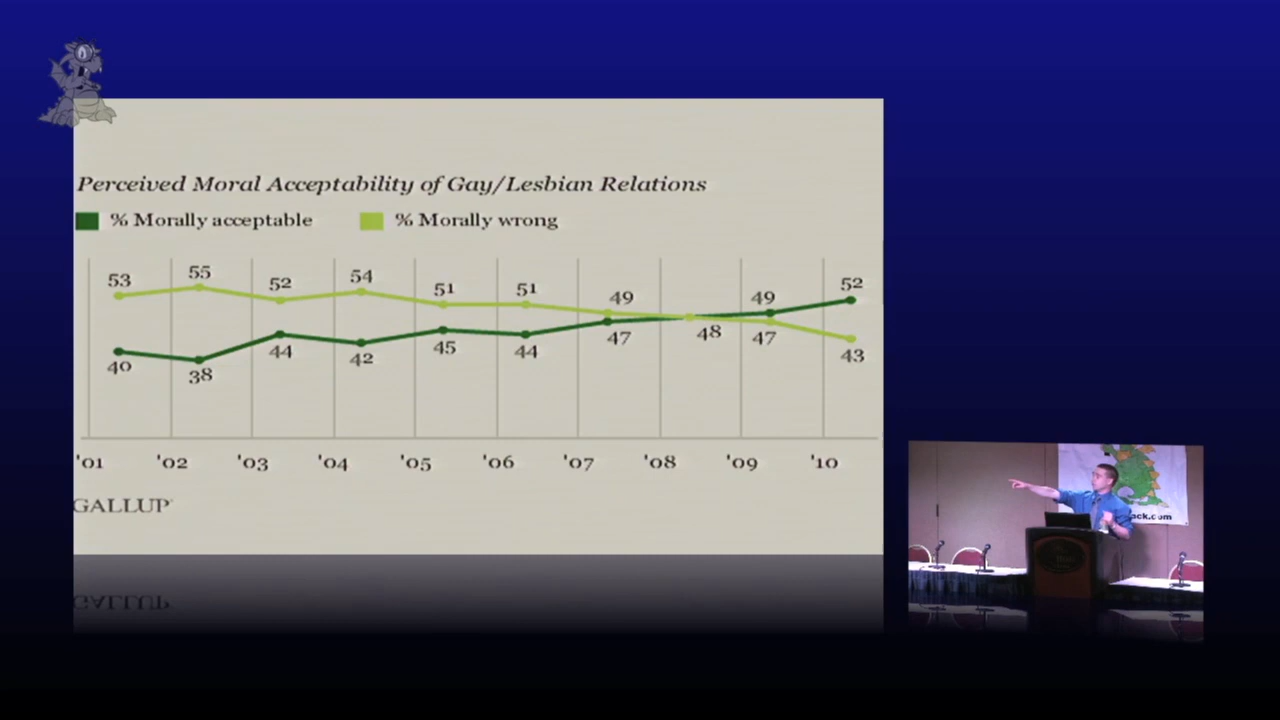 Perceived Moral Acceptability of Gay/Lesbian Relations
% Morally acceptable % Morally wrong
53 55 52 54 51 51 49 49 52
40 38 44 42 45 44 47 48 47 43
'01 '02 '03 '04 '05 '06 '07 '08 '09 '10
GALLUP
ack.com